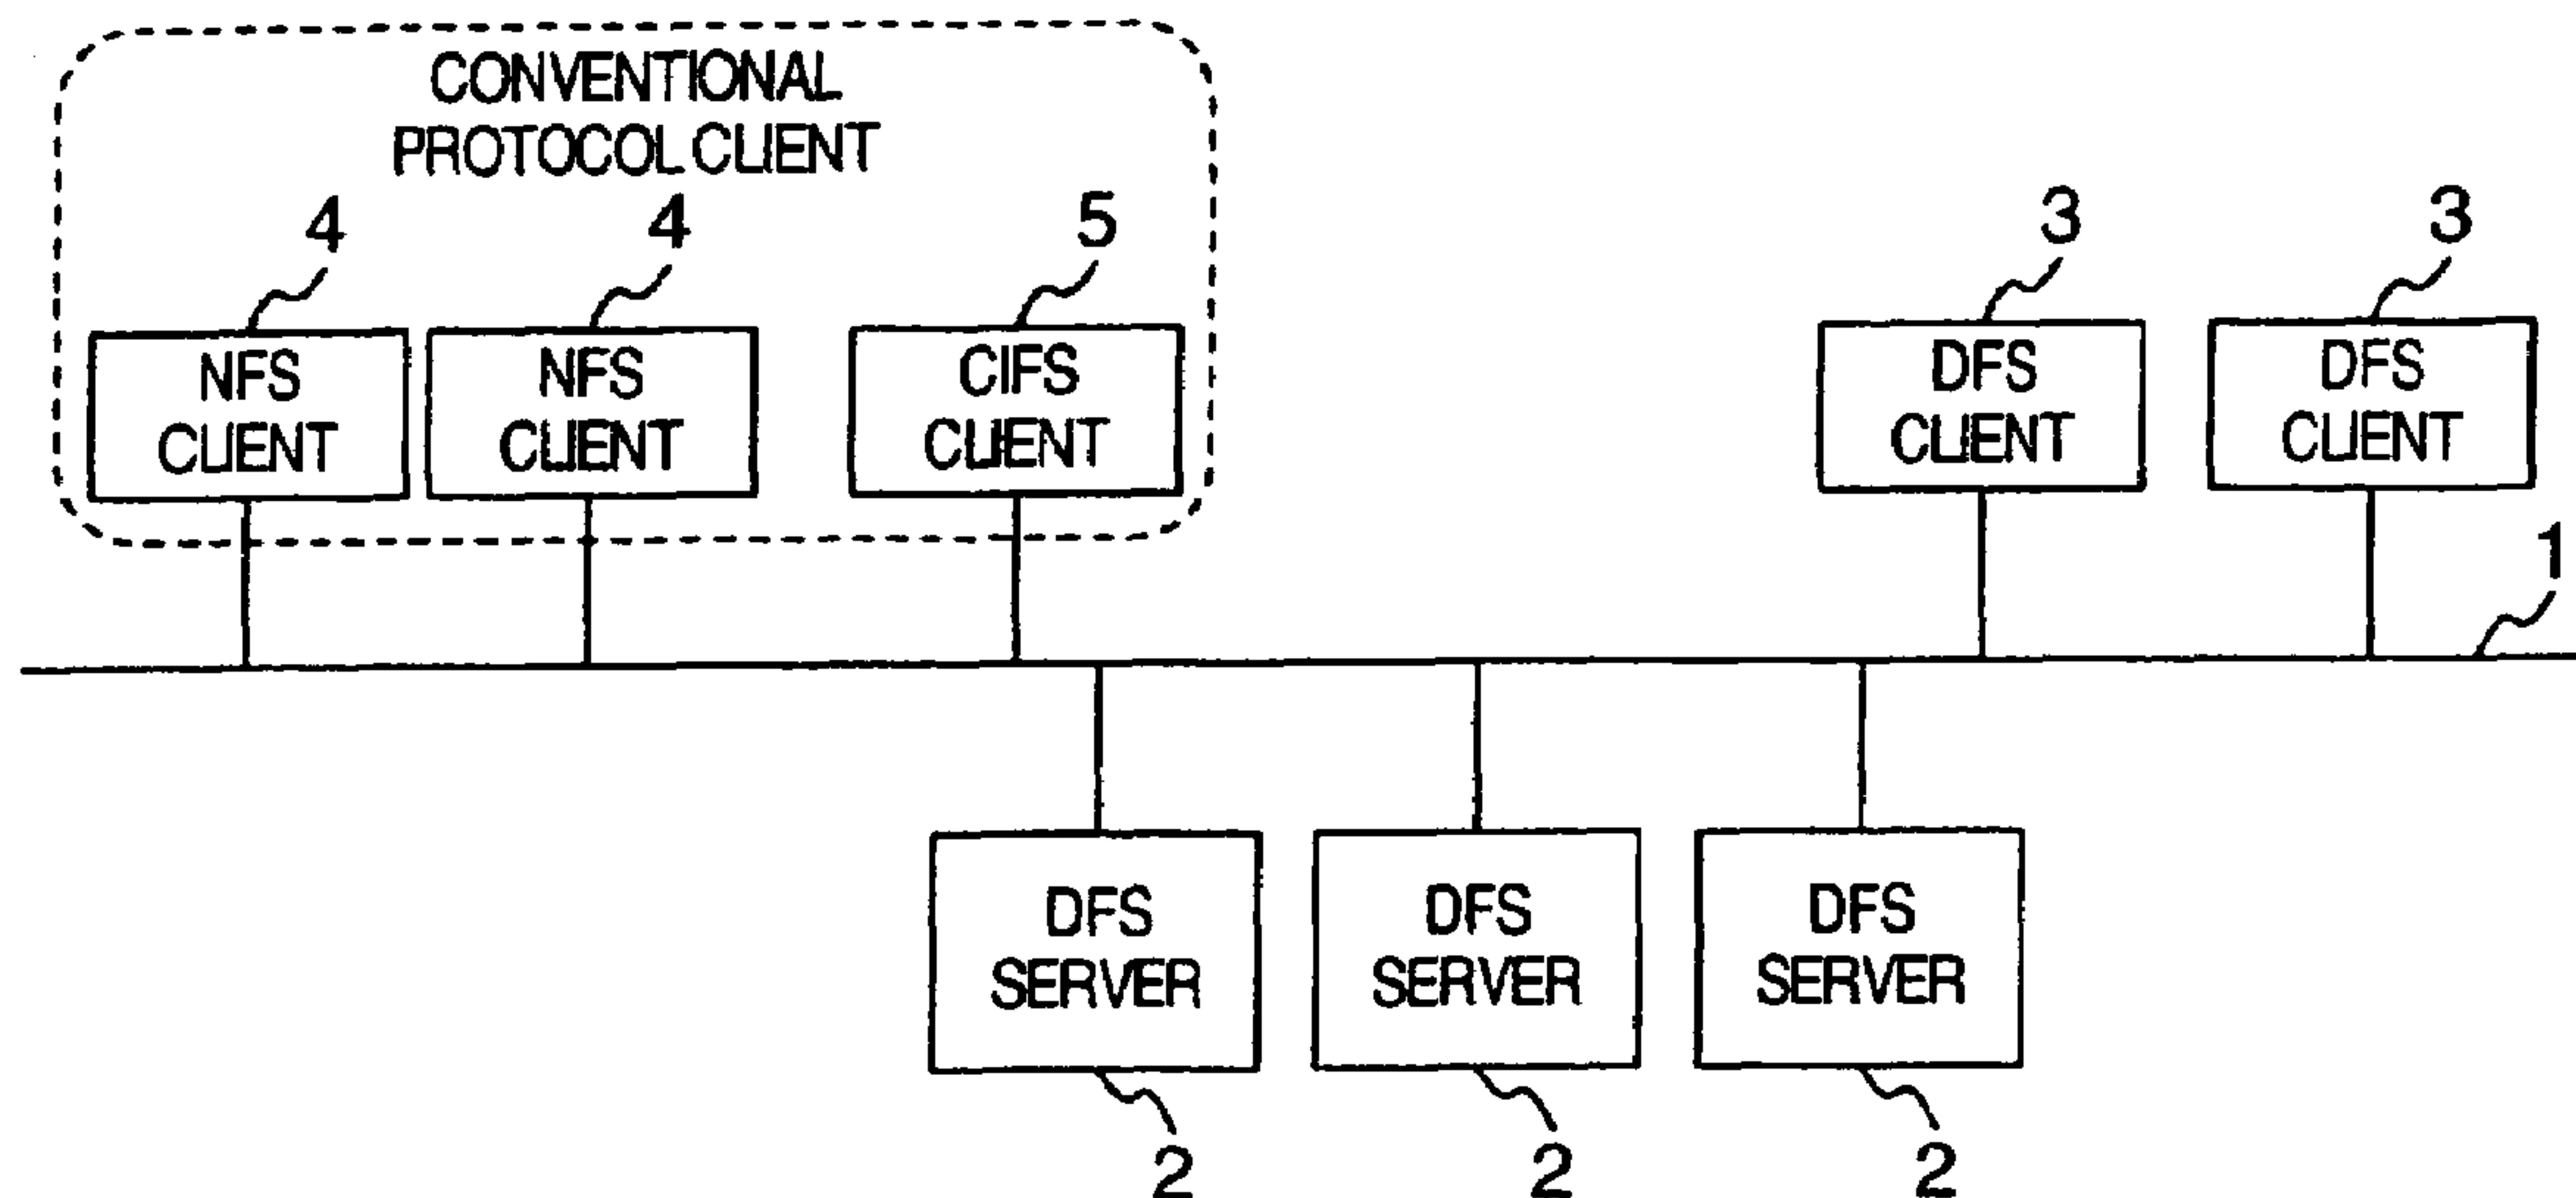 CONVENTIONAL
PROTOCOL CLIENT
4
4
5
3
3
NFS
CLIENT
NFS
CLIENT
CIFS
CLIENT
DFS
CLIENT
DFS
CLIENT
1
DFS
SERVER
DFS
SERVER
DFS
SERVER
2
2
2